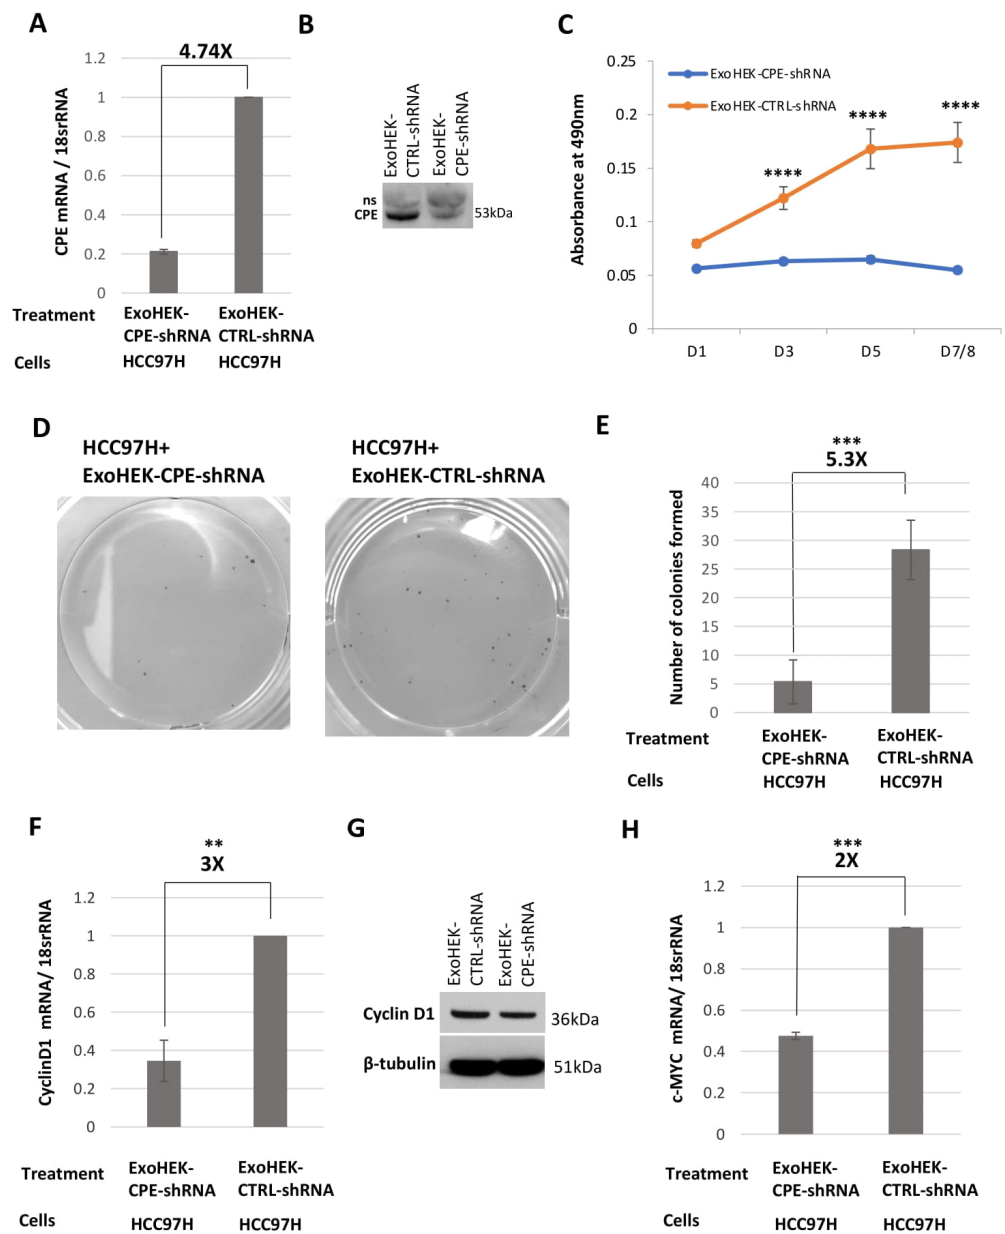 A
4.74X
1.2
1
0.8
0.6
0.4
0.2
0
CPE mRNA / 18srRNA
Treatment
ExoHEK-
CPE-shRNA
ExoHEK-
CTRL-shRNA
Cells
HCC97H
HCC97H
B
ExoHEK-
CTRL-shRNA
ExoHEK-
CPE-shRNA
ns
CPE
53kDa
C
0.25
0.2
0.15
0.1
0.05
0
Absorbance at 490nm
ExoHEK-CPE-shRNA
ExoHEK-CTRL-shRNA
****
****
****
D1
D3
D5
D7/8
D
HCC97H+
ExoHEK-CPE-shRNA
HCC97H+
ExoHEK-CTRL-shRNA
E
***
5.3X
40
35
30
25
20
15
10
5
0
Number of colonies formed
Treatment
ExoHEK-
CPE-shRNA
ExoHEK-
CTRL-shRNA
Cells
HCC97H
HCC97H
F
**
3X
1.2
1
0.8
0.6
0.4
0.2
0
CyclinD1 mRNA/ 18srRNA
Treatment
ExoHEK-
CPE-shRNA
ExoHEK-
CTRL-shRNA
Cells
HCC97H
HCC97H
G
ExoHEK-
CTRL-shRNA
ExoHEK-
CPE-shRNA
Cyclin D1
36kDa
β-tubulin
51kDa
H
***
2X
1.2
1
0.8
0.6
0.4
0.2
0
c-MYC mRNA/ 18srRNA
Treatment
ExoHEK-
CPE-shRNA
ExoHEK-
CTRL-shRNA
Cells
HCC97H
HCC97H